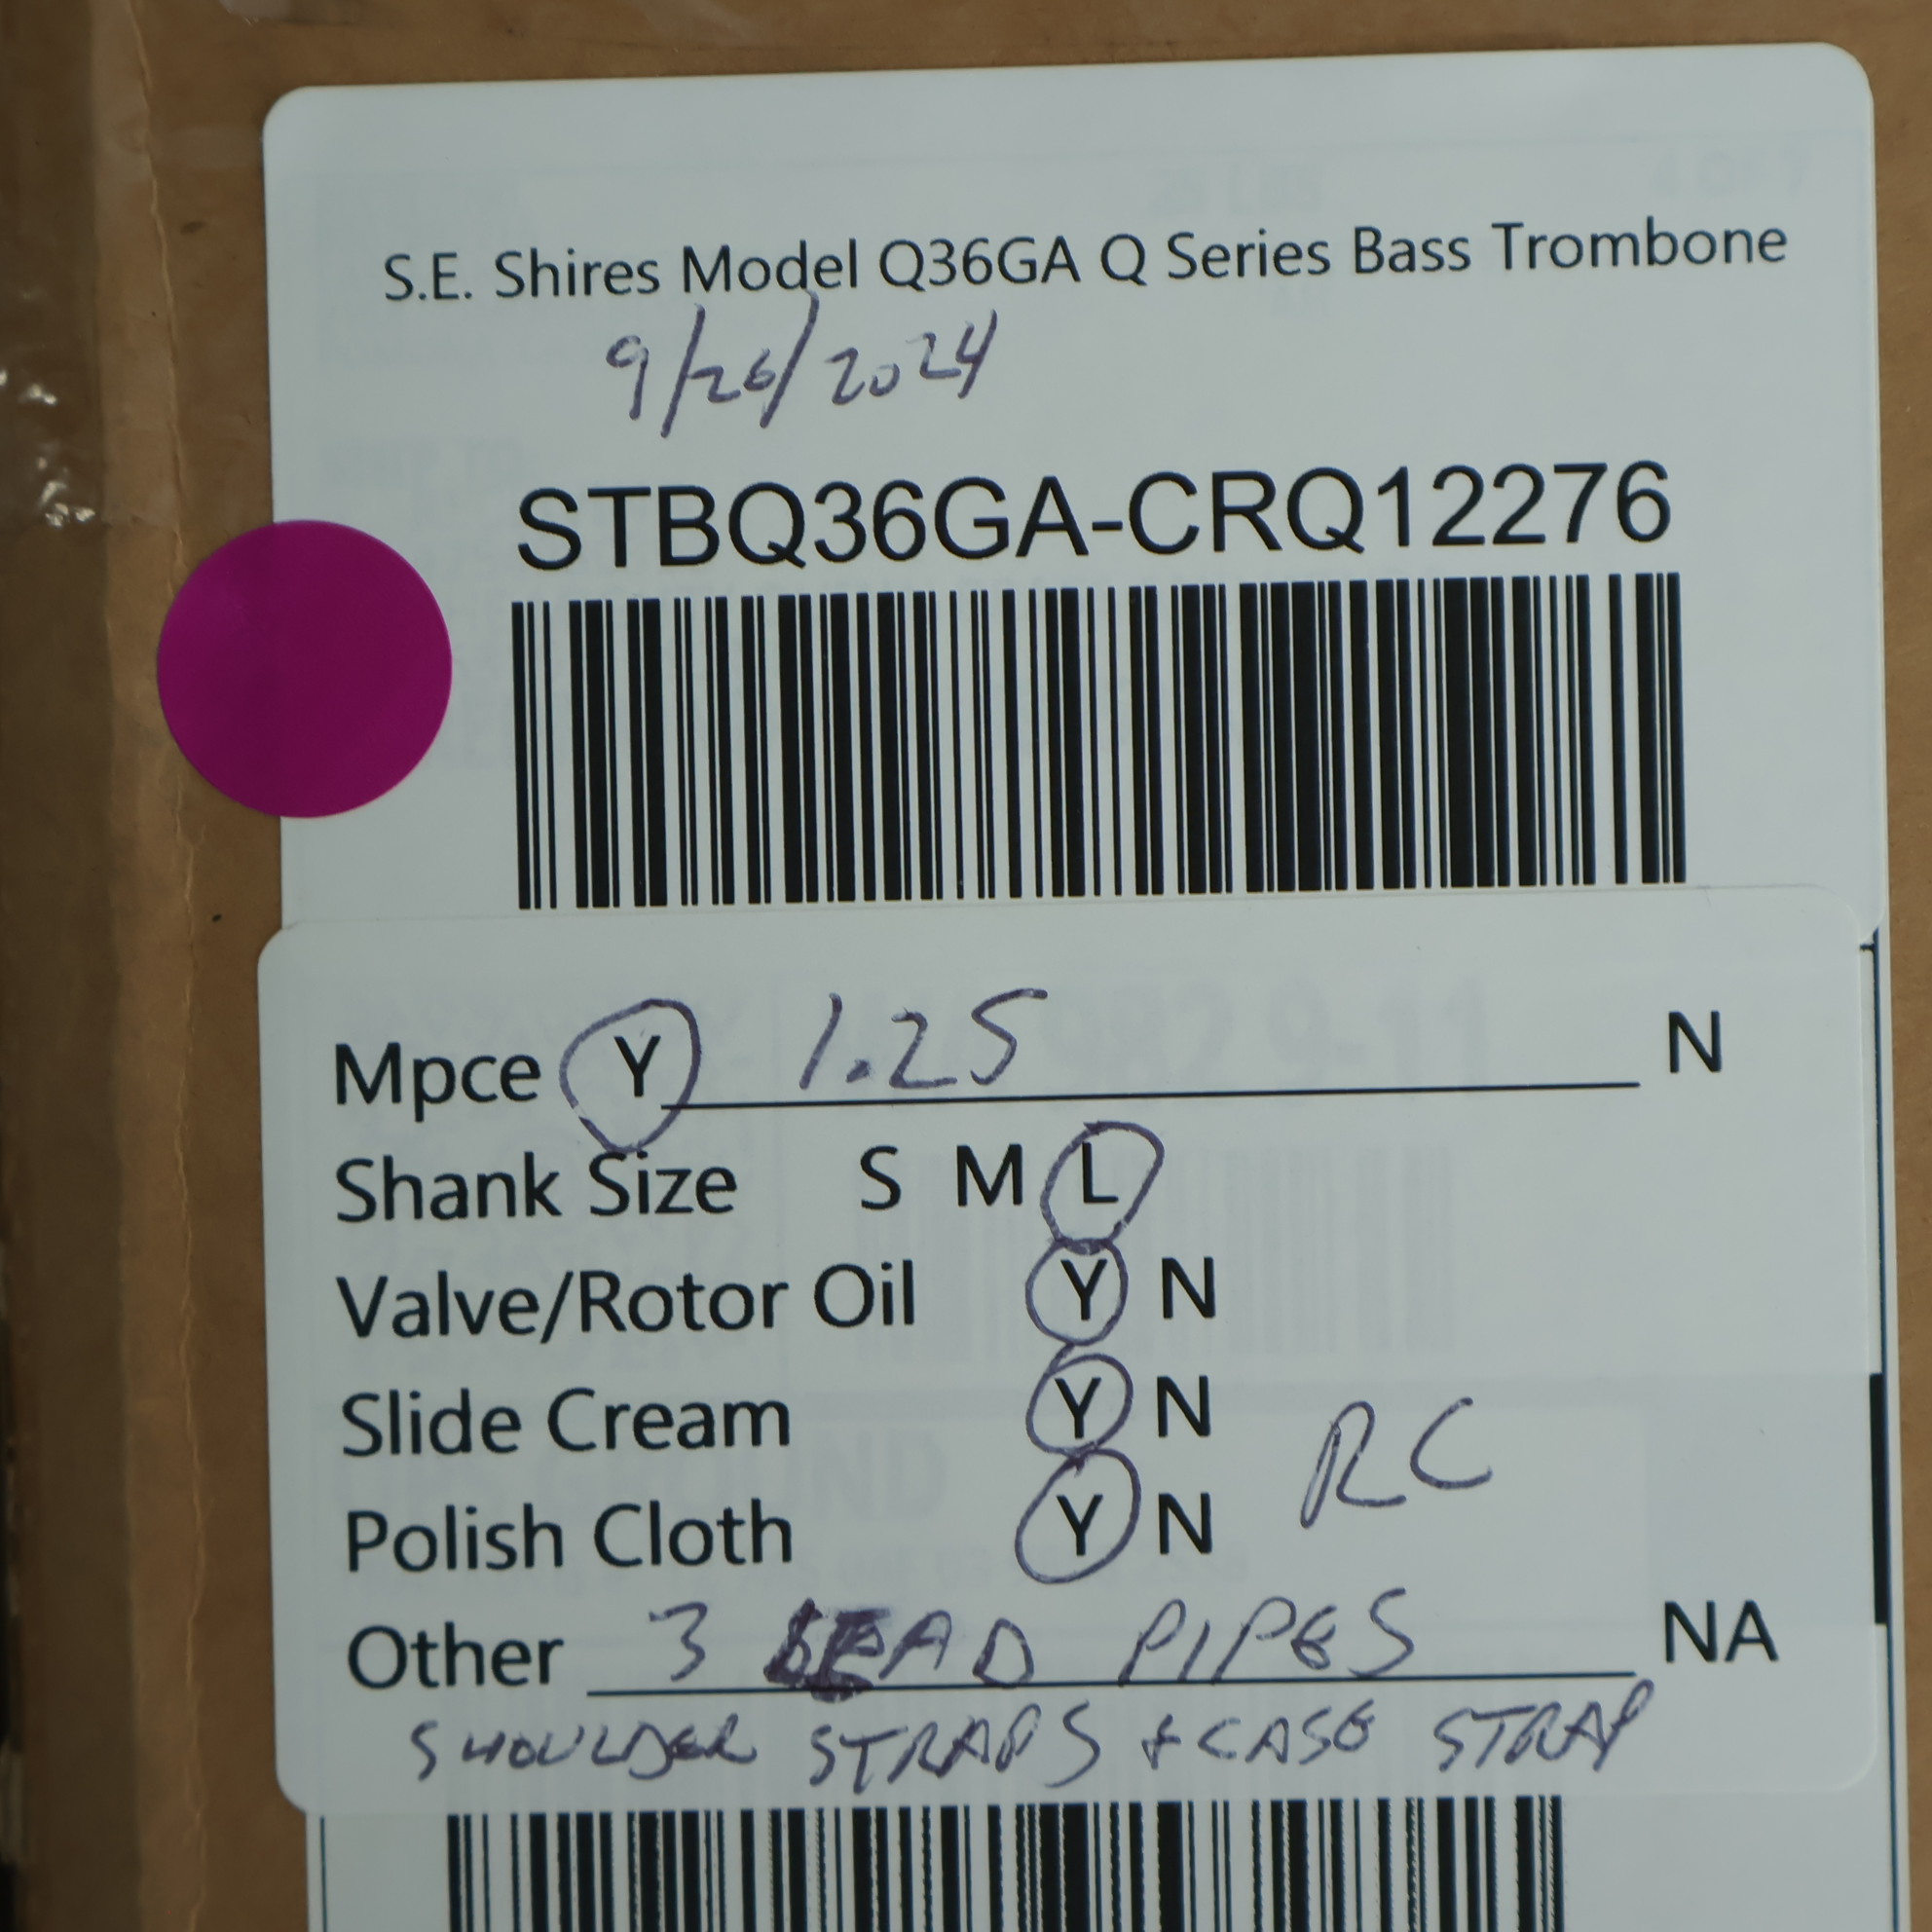 S.E. Shires Model Q36GA Q Series Bass Trombone
9/26/2024
STBQ36GA-CRQ12276
Mpce Y 1.25 N
Shank Size S M L
Valve/Rotor Oil Y N
Slide Cream Y N
RC
Polish Cloth Y N
Other 3 LEAD PIPES NA
SHOULDER STRAPS + CASE STRAP